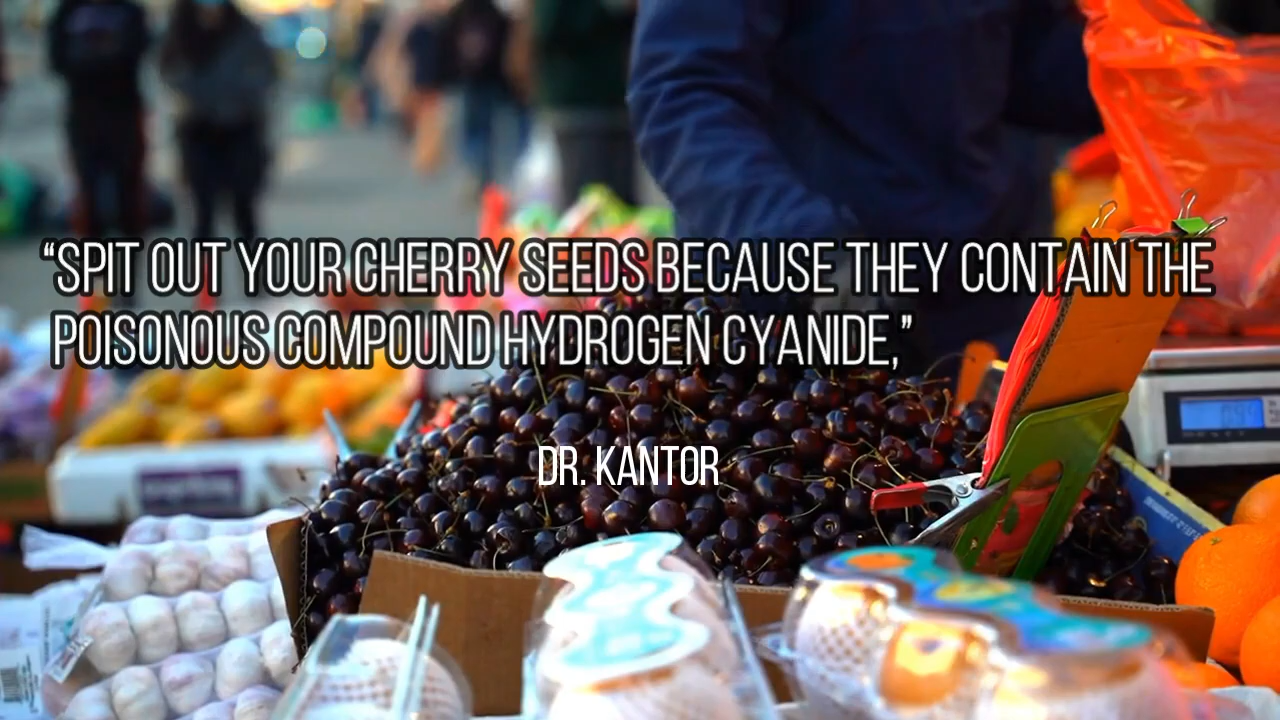 “SPIT OUT YOUR CHERRY SEEDS BECAUSE THEY CONTAIN THE
POISONOUS COMPOUND HYDROGEN CYANIDE,”
DR. KANTOR